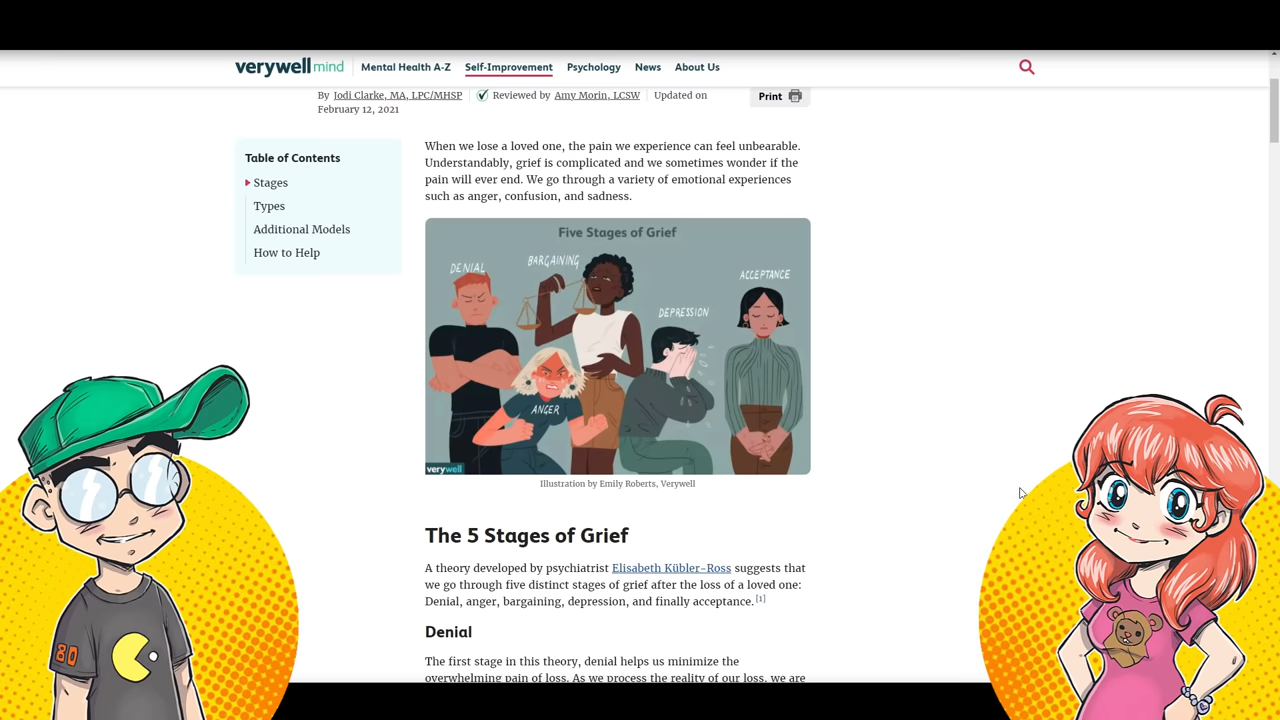 verywell mind
Mental Health A-Z Self-Improvement Psychology News About Us
By Jodi Clarke, MA, LPC/MHSP Reviewed by Amy Morin, LCSW Updated on
February 12, 2021
Print
Table of Contents
Stages
Types
Additional Models
How to Help
When we lose a loved one, the pain we experience can feel unbearable.
Understandably, grief is complicated and we sometimes wonder if the
pain will ever end. We go through a variety of emotional experiences
such as anger, confusion, and sadness.
Five Stages of Grief
DENIAL
BARGAINING
ACCEPTANCE
DEPRESSION
ANGER
verywell
Illustration by Emily Roberts, Verywell
The 5 Stages of Grief
A theory developed by psychiatrist Elisabeth Kübler-Ross suggests that
we go through five distinct stages of grief after the loss of a loved one:
Denial, anger, bargaining, depression, and finally acceptance. [1]
Denial
The first stage in this theory, denial helps us minimize the
overwhelming pain of loss. As we process the reality of our loss, we are
80